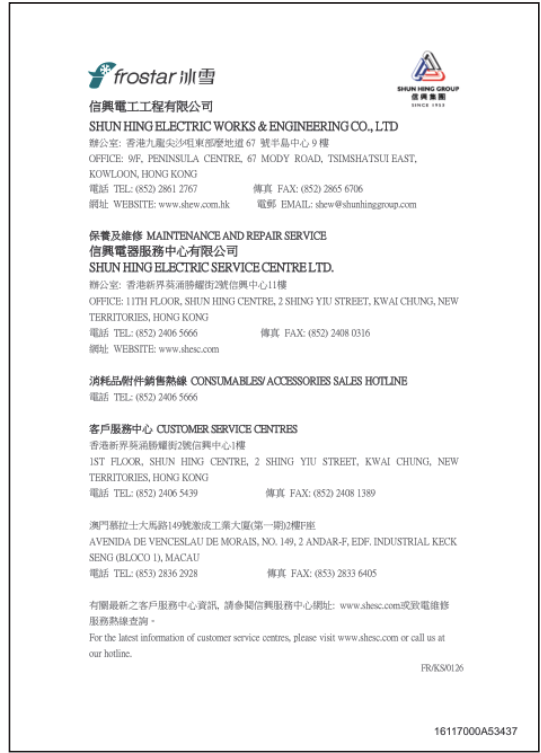 frostar 冰雪
SHUN HING GROUP
信興集團
SINCE 1953
信興電工工程有限公司
SHUN HING ELECTRIC WORKS & ENGINEERING CO., LTD
辦公室: 香港九龍尖沙咀東部麼地道 67 號半島中心 9 樓
OFFICE: 9/F, PENINSULA CENTRE, 67 MODY ROAD, TSIMSHATSUI EAST,
KOWLOON, HONG KONG
電話 TEL: (852) 2861 2767 傳真 FAX: (852) 2865 6706
網址 WEBSITE: www.shew.com.hk 電郵 EMAIL: shew@shunhinggroup.com
保養及維修 MAINTENANCE AND REPAIR SERVICE
信興電器服務中心有限公司
SHUN HING ELECTRIC SERVICE CENTRE LTD.
辦公室: 香港新界葵涌勝耀街2號信興中心11樓
OFFICE: 11TH FLOOR, SHUN HING CENTRE, 2 SHING YIU STREET, KWAI CHUNG, NEW
TERRITORIES, HONG KONG
電話 TEL: (852) 2406 5666 傳真 FAX: (852) 2408 0316
網址 WEBSITE: www.shesc.com
消耗品/附件銷售熱線 CONSUMABLES/ ACCESSORIES SALES HOTLINE
電話 TEL: (852) 2406 5666
客戶服務中心 CUSTOMER SERVICE CENTRES
香港新界葵涌勝耀街2號信興中心1樓
1ST FLOOR, SHUN HING CENTRE, 2 SHING YIU STREET, KWAI CHUNG, NEW
TERRITORIES, HONG KONG
電話 TEL: (852) 2406 5439 傳真 FAX: (852) 2408 1389
澳門慕拉士大馬路149號激成工業大廈(第一期)2樓F座
AVENIDA DE VENCESLAU DE MORAIS, NO. 149, 2 ANDAR-F, EDF. INDUSTRIAL KECK
SENG (BLOCO 1), MACAU
電話 TEL: (853) 2836 2928 傳真 FAX: (853) 2833 6405
有關最新之客戶服務中心資訊, 請參閱信興服務中心網址: www.shesc.com或致電維修
服務熱線查詢。
For the latest information of customer service centres, please visit www.shesc.com or call us at
our hotline.
FR/KS/0126
16117000A53437